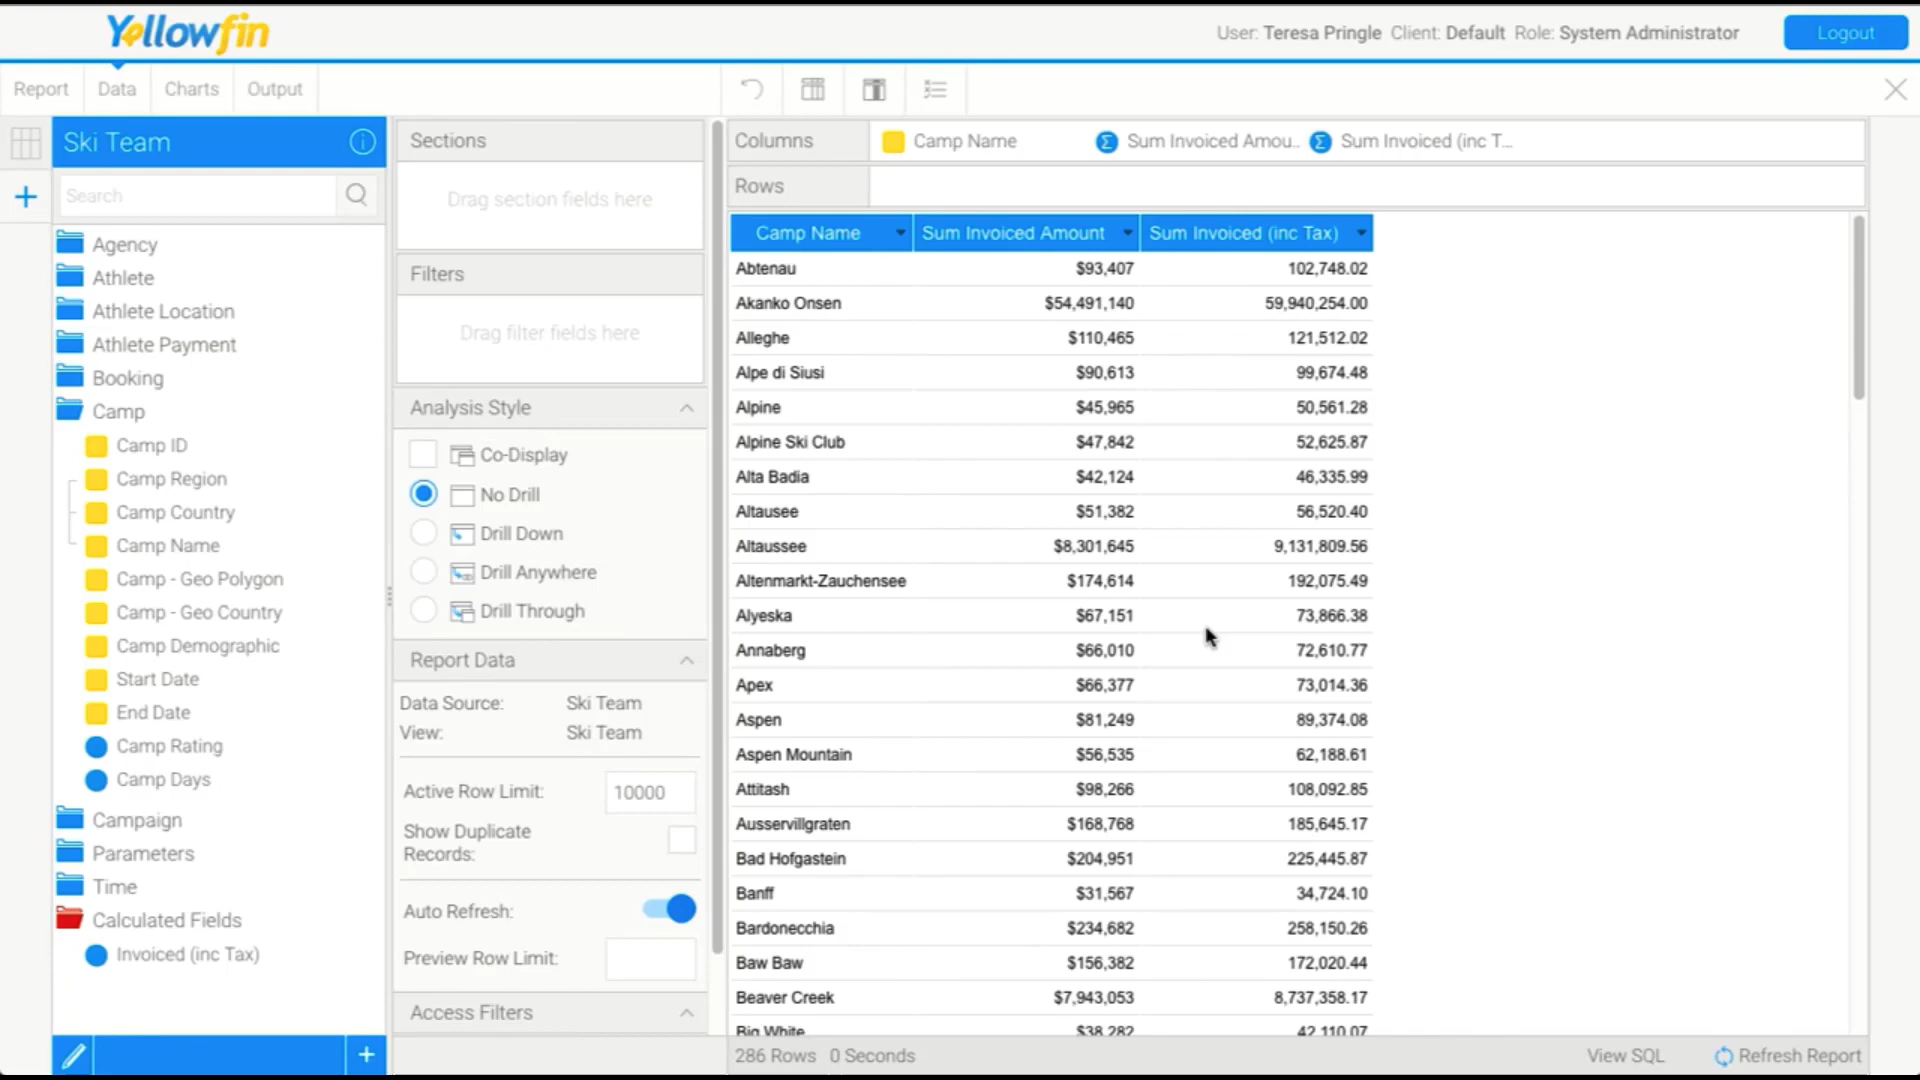 Yellowfin
User: Teresa Pringle Client: Default Role: System Administrator
Logout
Report Data Charts Output
Ski Team
Search
Agency
Athlete
Athlete Location
Athlete Payment
Booking
Camp
Camp ID
Camp Region
Camp Country
Camp Name
Camp - Geo Polygon
Camp - Geo Country
Camp Demographic
Start Date
End Date
Camp Rating
Camp Days
Campaign
Parameters
Time
Calculated Fields
Invoiced (inc Tax)
Sections
Drag section fields here
Filters
Drag filter fields here
Analysis Style
Co-Display
No Drill
Drill Down
Drill Anywhere
Drill Through
Report Data
Data Source: Ski Team
View: Ski Team
Active Row Limit: 10000
Show Duplicate
Records:
Auto Refresh:
Preview Row Limit:
Access Filters
Columns Camp Name Sum Invoiced Amou.. Sum Invoiced (inc T...
Rows
Camp Name Sum Invoiced Amount Sum Invoiced (inc Tax)
Abtenau $93,407 102,748.02
Akanko Onsen $54,491,140 59,940,254.00
Alleghe $110,465 121,512.02
Alpe di Siusi $90,613 99,674.48
Alpine $45,965 50,561.28
Alpine Ski Club $47,842 52,625.87
Alta Badia $42,124 46,335.99
Altausee $51,382 56,520.40
Altaussee $8,301,645 9,131,809.56
Altenmarkt-Zauchensee $174,614 192,075.49
Alyeska $67,151 73,866.38
Annaberg $66,010 72,610.77
Apex $66,377 73,014.36
Aspen $81,249 89,374.08
Aspen Mountain $56,535 62,188.61
Attitash $98,266 108,092.85
Ausservillgraten $168,768 185,645.17
Bad Hofgastein $204,951 225,445.87
Banff $31,567 34,724.10
Bardonecchia $234,682 258,150.26
Baw Baw $156,382 172,020.44
Beaver Creek $7,943,053 8,737,358.17
Big White $38,282 42,110.07
286 Rows 0 Seconds
View SQL Refresh Report